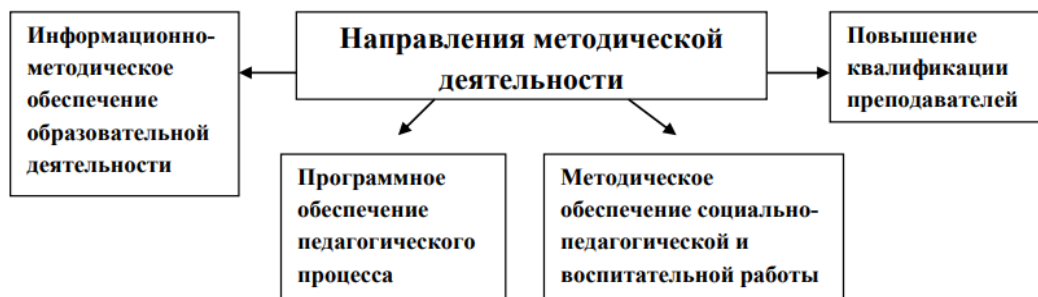 Направления методической
деятельности
Информационно-
методическое
обеспечение
образовательной
деятельности
Программное
обеспечение
педагогического
процесса
Методическое
обеспечение социально-
педагогической и
воспитательной работы
Повышение
квалификации
преподавателей